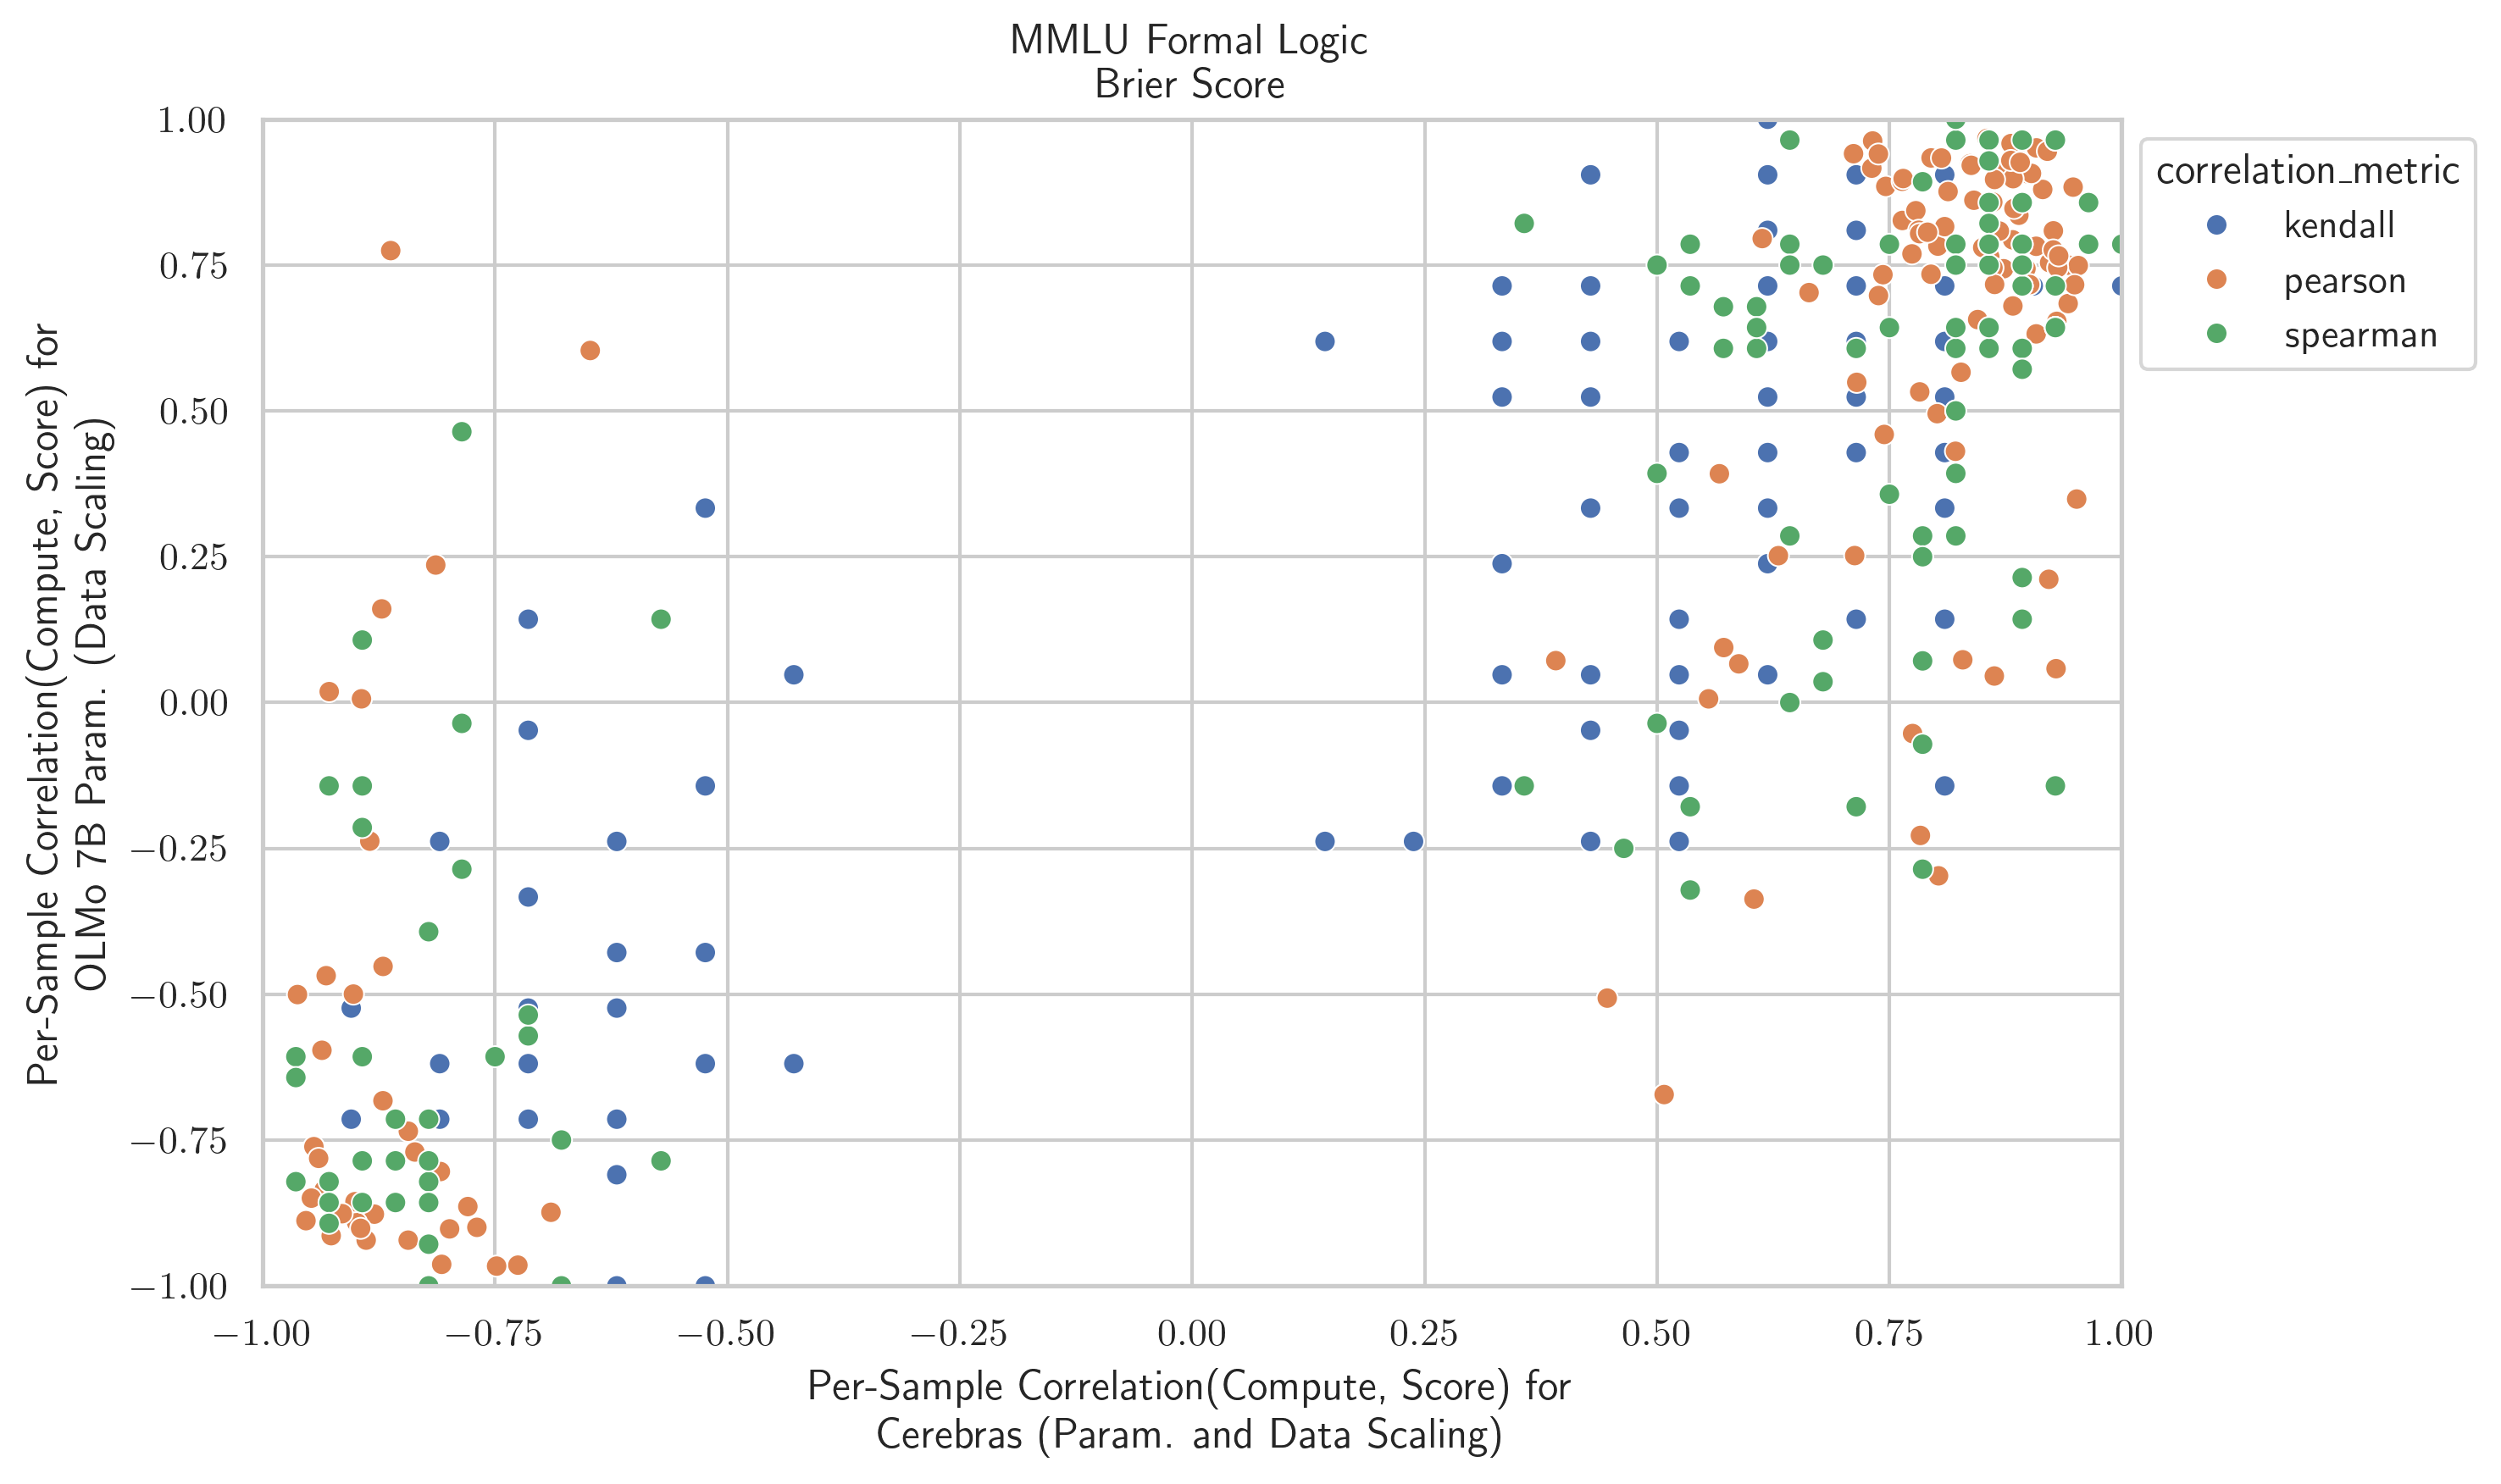 MMLU Formal Logic
Brier Score
Per-Sample Correlation(Compute, Score) for
OLMo 7B Param. (Data Scaling)
1.00
0.75
0.50
0.25
0.00
−0.25
−0.50
−0.75
−1.00
−1.00 −0.75 −0.50 −0.25 0.00 0.25 0.50 0.75 1.00
Per-Sample Correlation(Compute, Score) for
Cerebras (Param. and Data Scaling)
correlation_metric
kendall
pearson
spearman